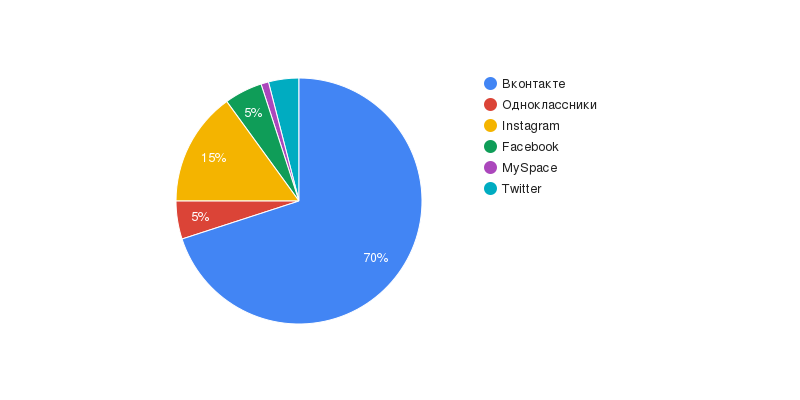 5%
15%
5%
70%
Вконтакте
Одноклассники
Instagram
Facebook
MySpace
Twitter